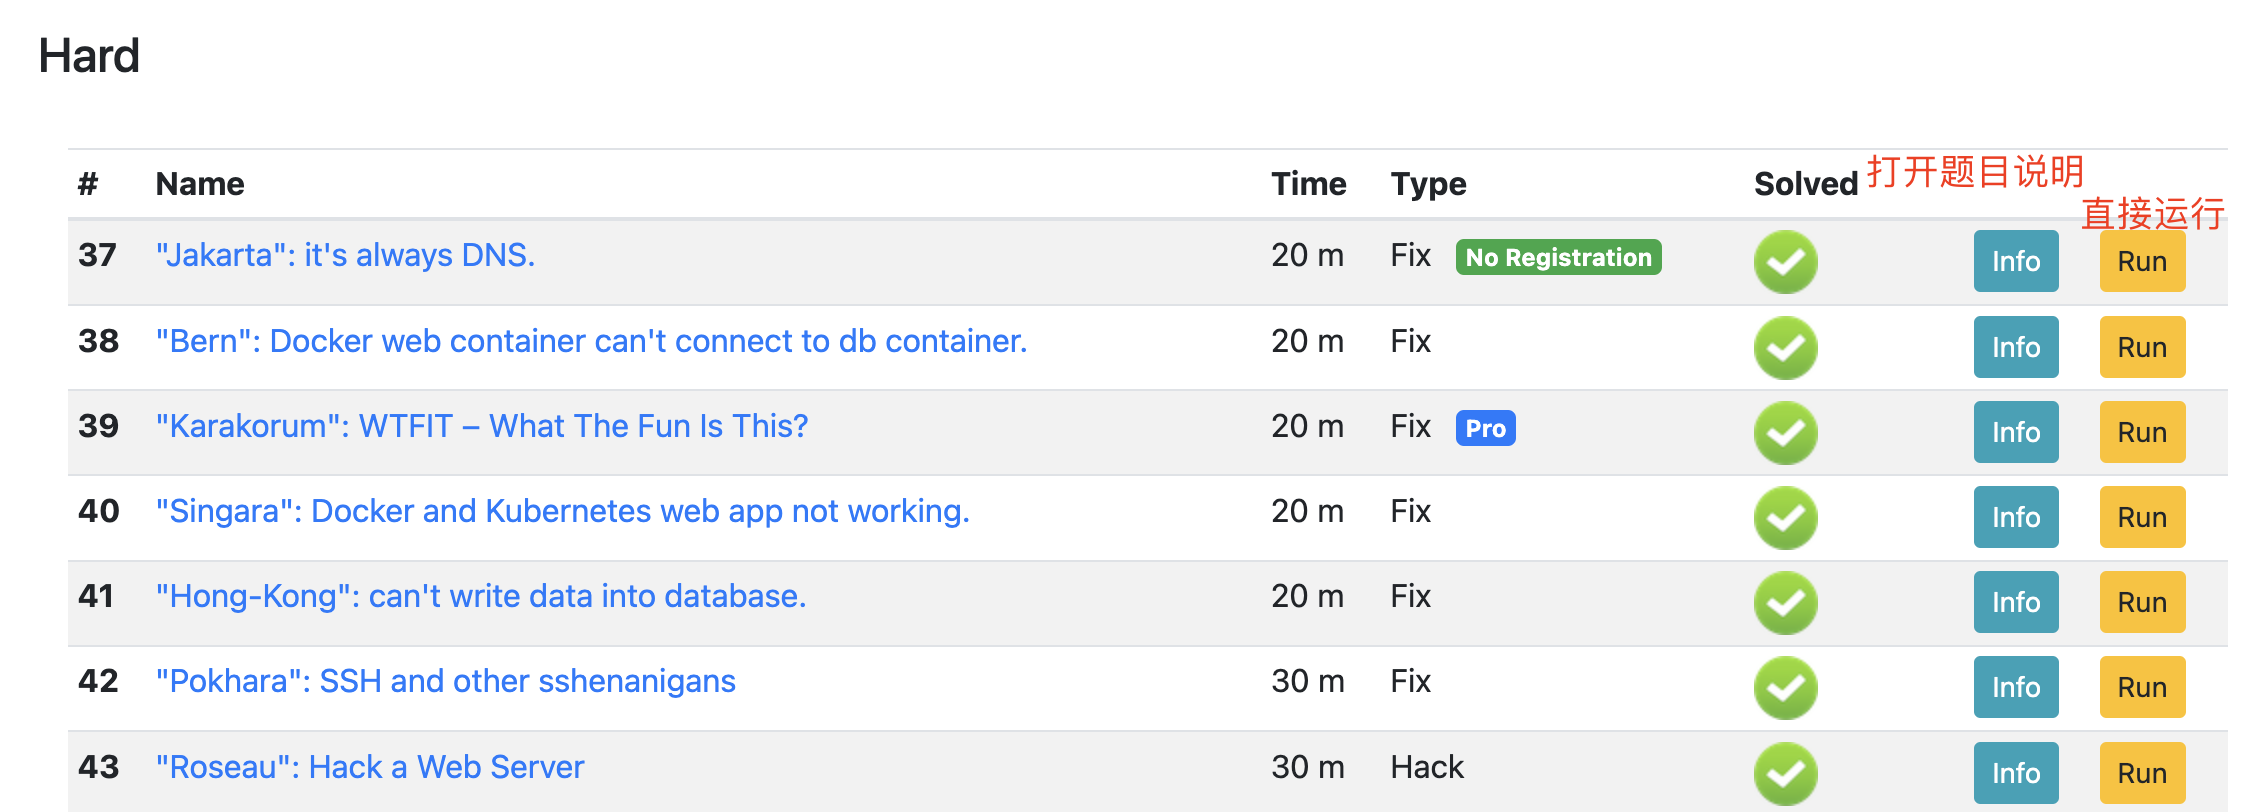 Hard
# Name Time Type Solved 打开题目说明
直接运行
37 "Jakarta": it's always DNS. 20 m Fix No Registration Info Run
38 "Bern": Docker web container can't connect to db container. 20 m Fix Info Run
39 "Karakorum": WTFIT – What The Fun Is This? 20 m Fix Pro Info Run
40 "Singara": Docker and Kubernetes web app not working. 20 m Fix Info Run
41 "Hong-Kong": can't write data into database. 20 m Fix Info Run
42 "Pokhara": SSH and other sshenanigans 30 m Fix Info Run
43 "Roseau": Hack a Web Server 30 m Hack Info Run